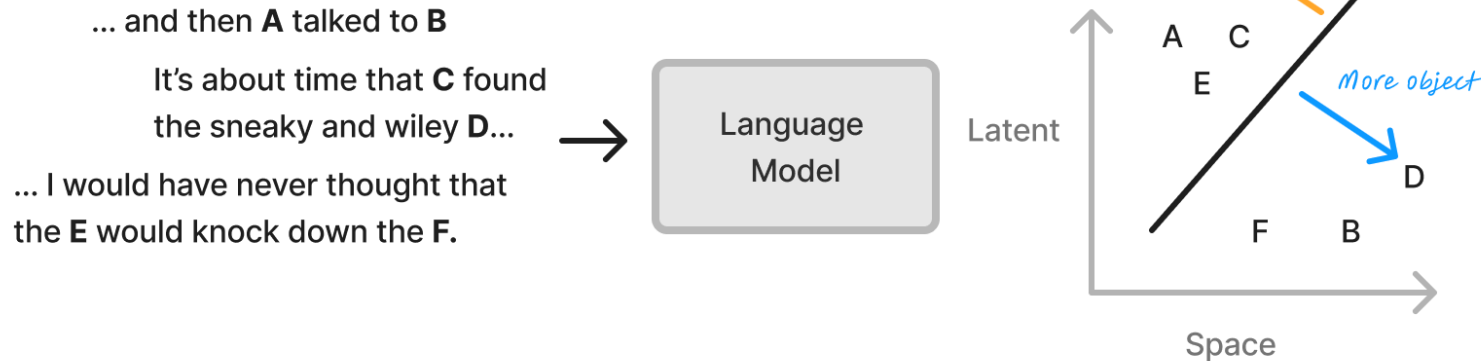 ... and then A talked to B
It's about time that C found
the sneaky and wiley D...
... I would have never thought that
the E would knock down the F.
Language
Model
Latent
Space
A C
E
More object
D
F B